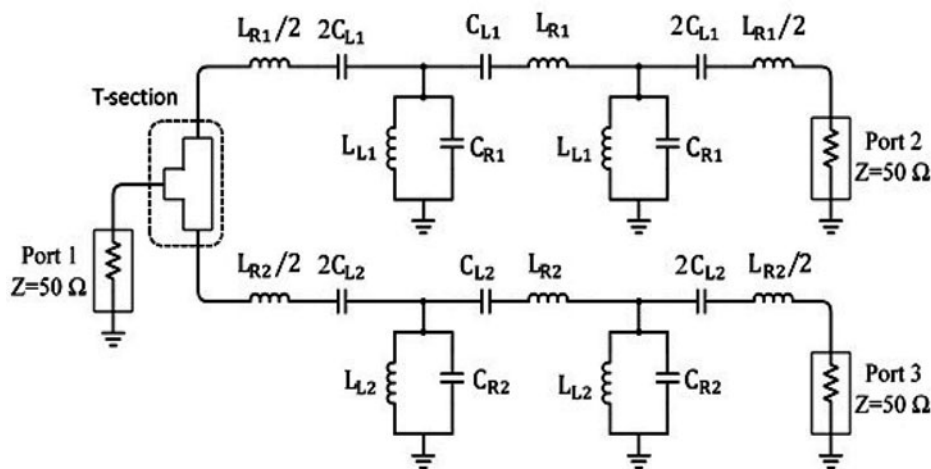 L_R1/2 2C_L1 C_L1 L_R1 2C_L1 L_R1/2
T-section
L_L1 C_R1 L_L1 C_R1
Port 2
Z=50 Ω
Port 1
Z=50 Ω
L_R2/2 2C_L2 C_L2 L_R2 2C_L2 L_R2/2
L_L2 C_R2 L_L2 C_R2
Port 3
Z=50 Ω